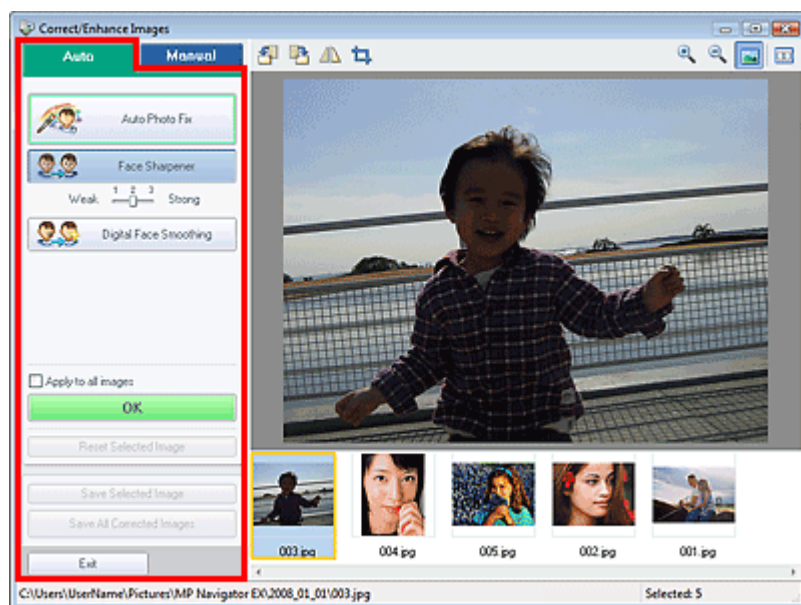 Correct/Enhance Images
Auto Manual
Auto Photo Fix
Face Sharpener
1 2 3
Weak Strong
Digital Face Smoothing
Apply to all images
OK
Reset Selected Image
Save Selected Image
Save All Corrected Images
Exit
003.jpg 004.jpg 005.jpg 002.jpg 001.jpg
C:\Users\UserName\Pictures\MP Navigator EX\2008_01_01\003.jpg Selected: 5